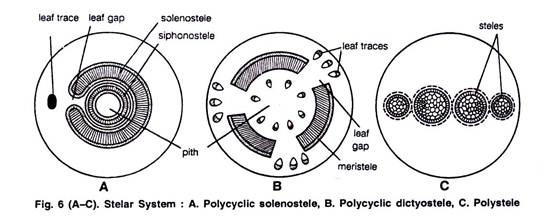 leaf trace
leaf gap
solenostele
siphonostele
pith
A
leaf traces
leaf
gap
meristele
B
steles
C
Fig. 6 (A–C). Stelar System : A. Polycyclic solenostele, B. Polycyclic dictyostele, C. Polystele